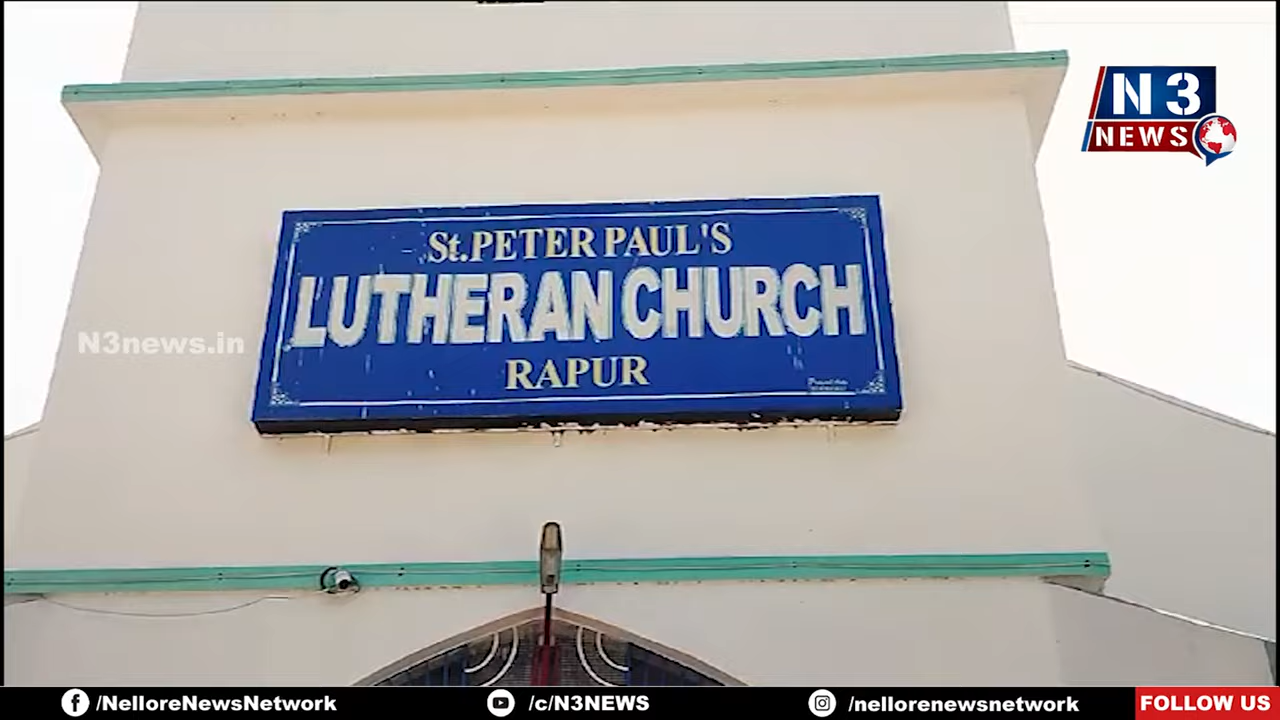 N3
NEWS
St.PETER PAUL'S
LUTHERAN CHURCH
RAPUR
N3news.in
/NelloreNewsNetwork
/c/N3NEWS
/nellorenewsnetwork
FOLLOW US